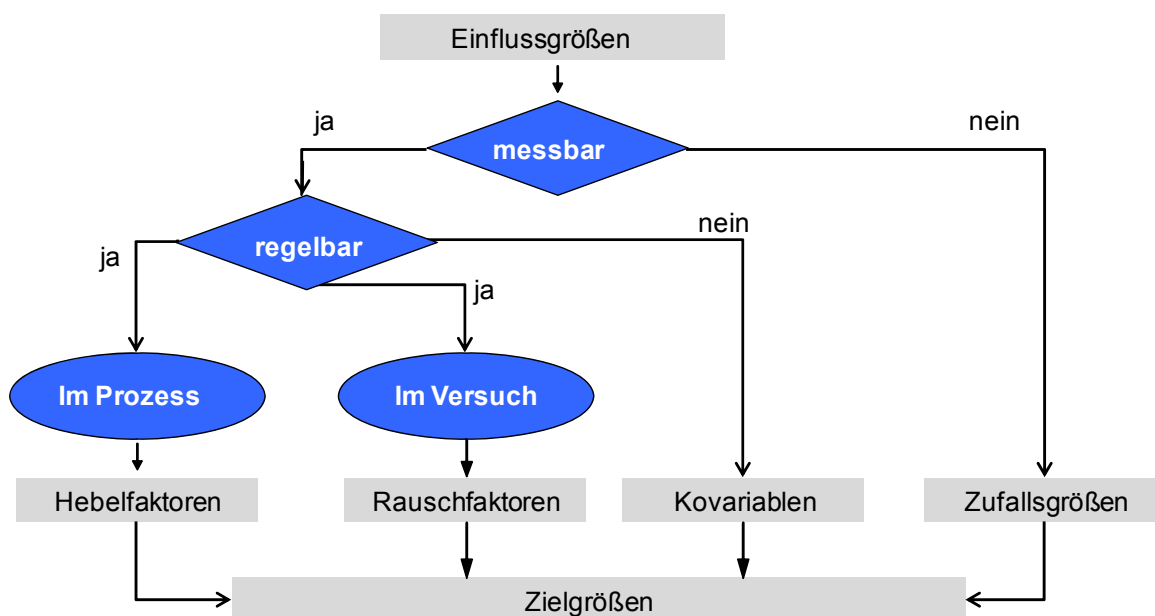 Einflussgrößen
ja
nein
messbar
nein
ja
regelbar
ja
Im Prozess
Im Versuch
Hebelfaktoren
Rauschfaktoren
Kovariablen
Zufallsgrößen
Zielgrößen